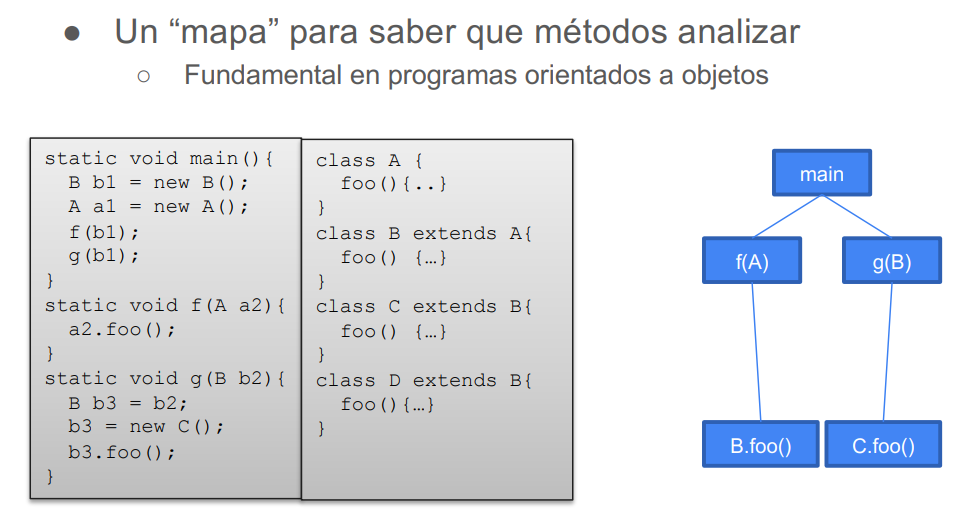 ● Un “mapa” para saber que métodos analizar
○ Fundamental en programas orientados a objetos
static void main(){
B b1 = new B();
A a1 = new A();
f(b1);
g(b1);
}
static void f(A a2){
a2.foo();
}
static void g(B b2){
B b3 = b2;
b3 = new C();
b3.foo();
}
class A {
foo(){..}
}
class B extends A{
foo() {…}
}
class C extends B{
foo() {…}
}
class D extends B{
foo(){…}
}
main
f(A)
g(B)
B.foo()
C.foo()